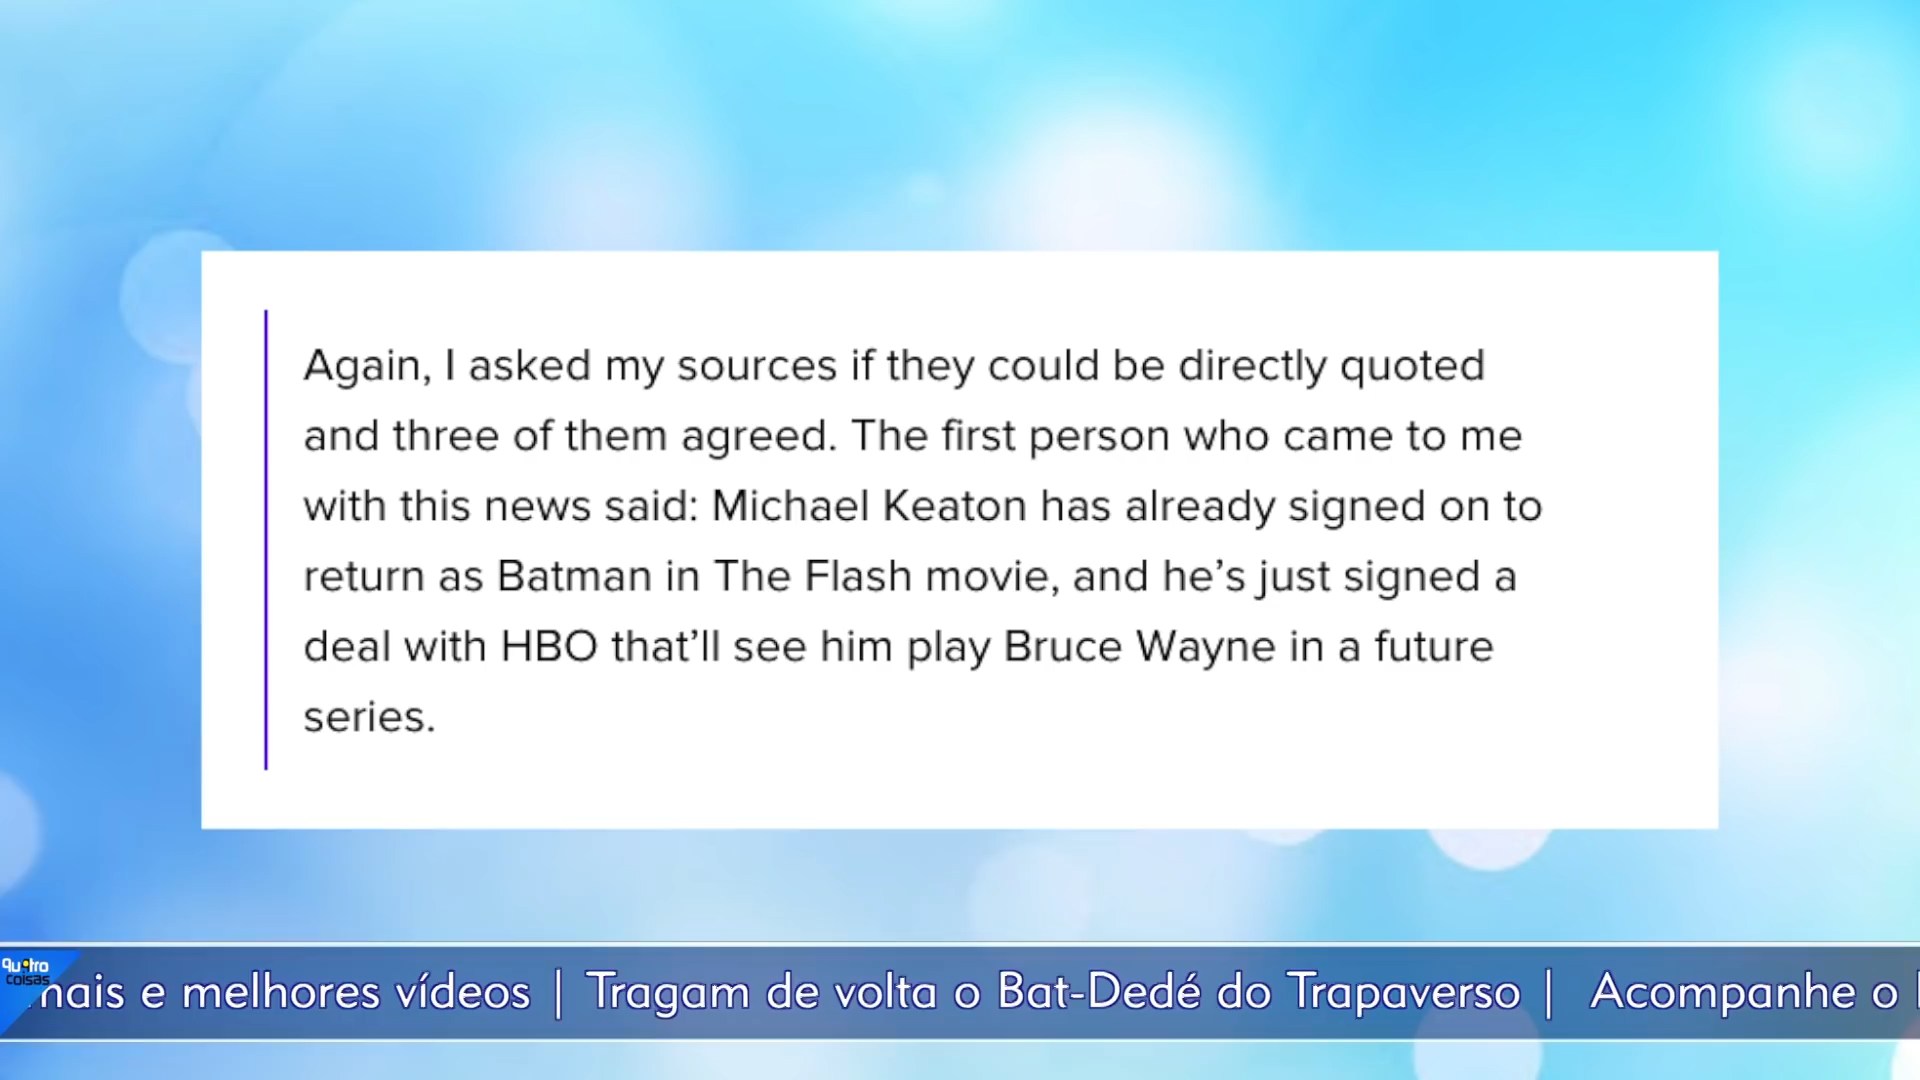 Again, I asked my sources if they could be directly quoted
and three of them agreed. The first person who came to me
with this news said: Michael Keaton has already signed on to
return as Batman in The Flash movie, and he’s just signed a
deal with HBO that’ll see him play Bruce Wayne in a future
series.
quatro
coisas
mais e melhores vídeos | Tragam de volta o Bat-Dedé do Trapaverso | Acompanhe o